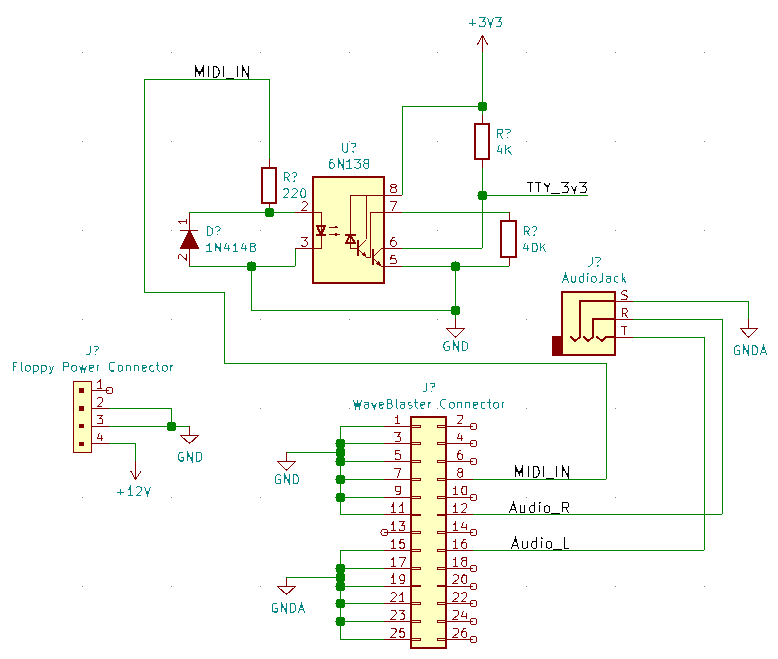 +3V3
MIDI_IN
U?
6N138
R?
4K
R?
220
8
TTY_3v3
2
7
1
D?
1N4148
2
3
6
R?
40K
5
J?
AudioJack
S
R
T
GND
GNDA
J?
Floppy Power Connector
1
2
3
4
GND
+12V
J?
WaveBlaster Connector
1
2
3
4
5
6
GND
7
8
MIDI_IN
9
10
11
12
Audio_R
13
14
15
16
Audio_L
17
18
19
20
GNDA
21
22
23
24
25
26